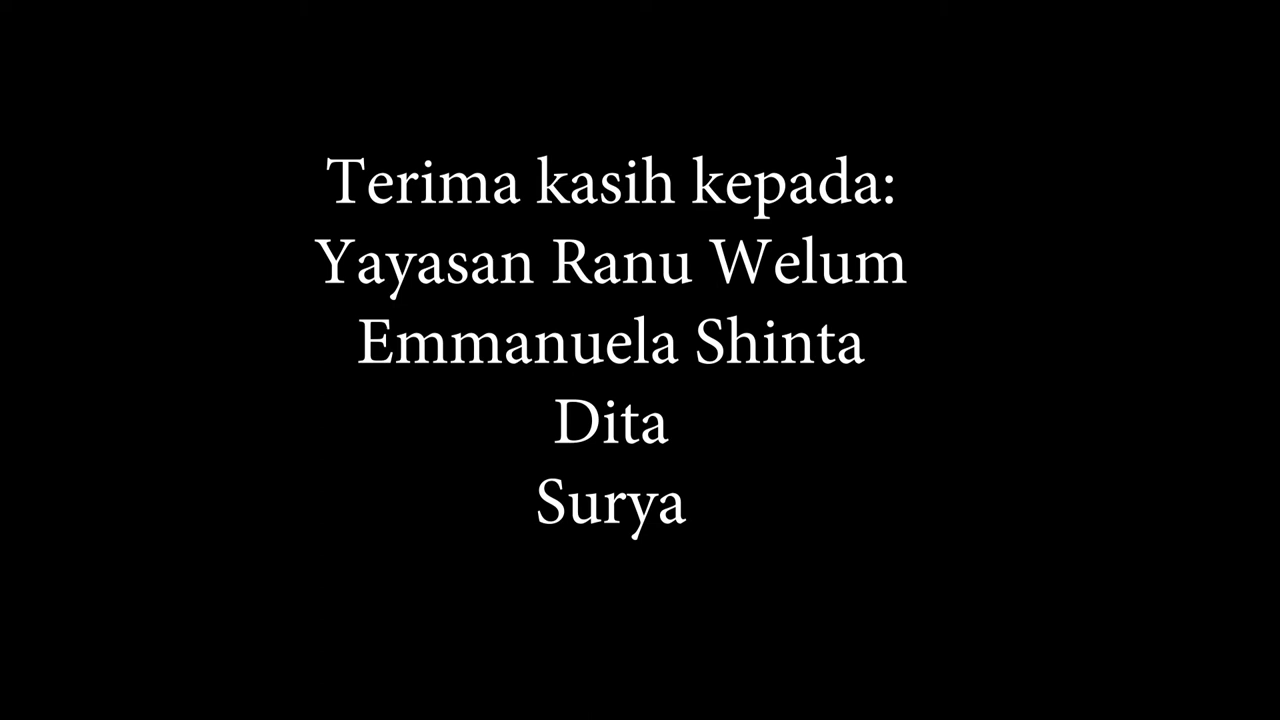 Terima kasih kepada:
Yayasan Ranu Welum
Emmanuela Shinta
Dita
Surya